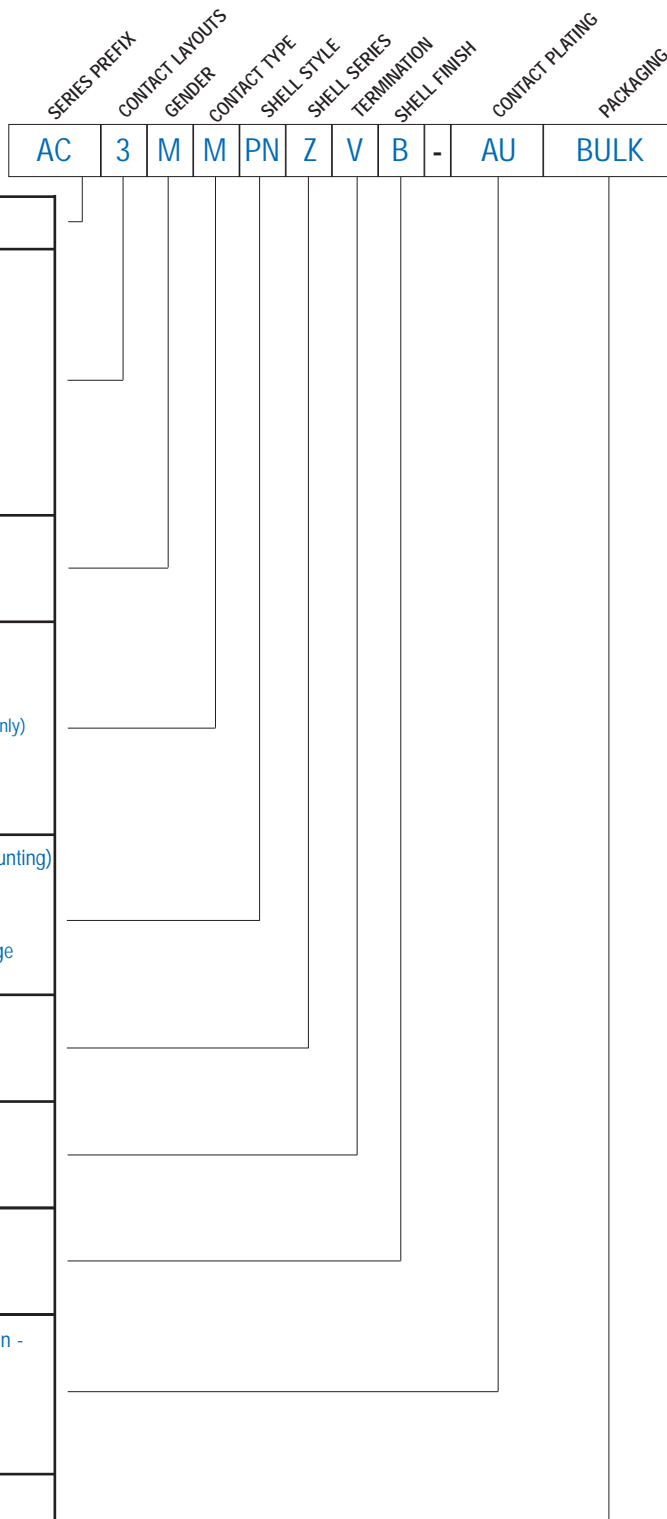 SERIES PREFIX
CONTACT LAYOUTS
GENDER
CONTACT TYPE
SHELL STYLE
SHELL SERIES
TERMINATION
SHELL FINISH
CONTACT PLATING
PACKAGING
AC 3 M M PN Z V B - AU BULK
nly)
unting)
ge
n -